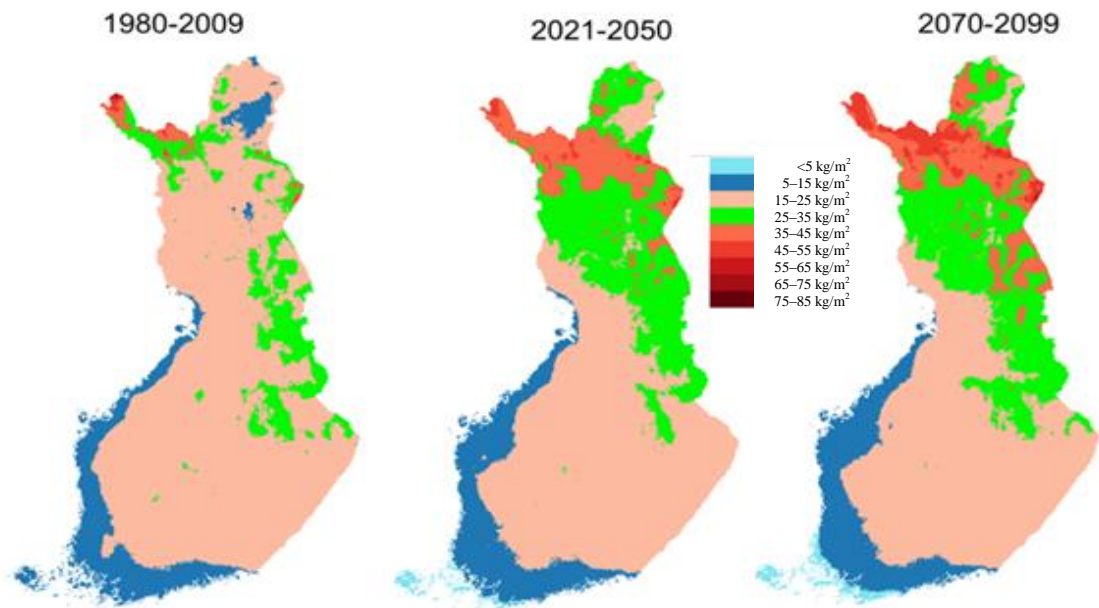 1980-2009
2021-2050
2070-2099
<5 kg/m²
5–15 kg/m²
15–25 kg/m²
25–35 kg/m²
35–45 kg/m²
45–55 kg/m²
55–65 kg/m²
65–75 kg/m²
75–85 kg/m²